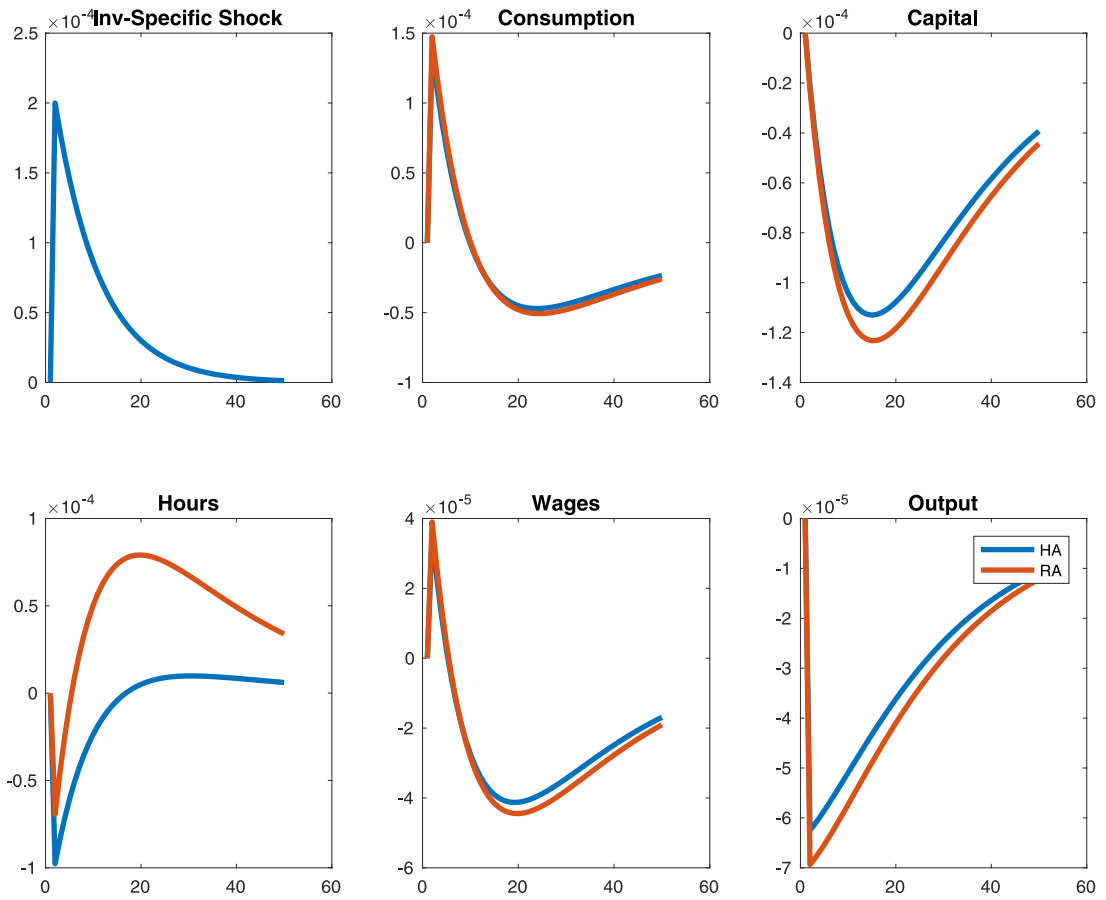 ×10-4 Inv-Specific Shock
2.5
2
1.5
1
0.5
0
0 20 40 60
×10-4 Consumption
1.5
1
0.5
0
-0.5
-1
0 20 40 60
×10-4 Capital
0
-0.2
-0.4
-0.6
-0.8
-1
-1.2
-1.4
0 20 40 60
×10-4 Hours
1
0.5
0
-0.5
-1
0 20 40 60
×10-5 Wages
4
2
0
-2
-4
-6
0 20 40 60
×10-5 Output
0
-1
-2
-3
-4
-5
-6
-7
0 20 40 60
HA
RA